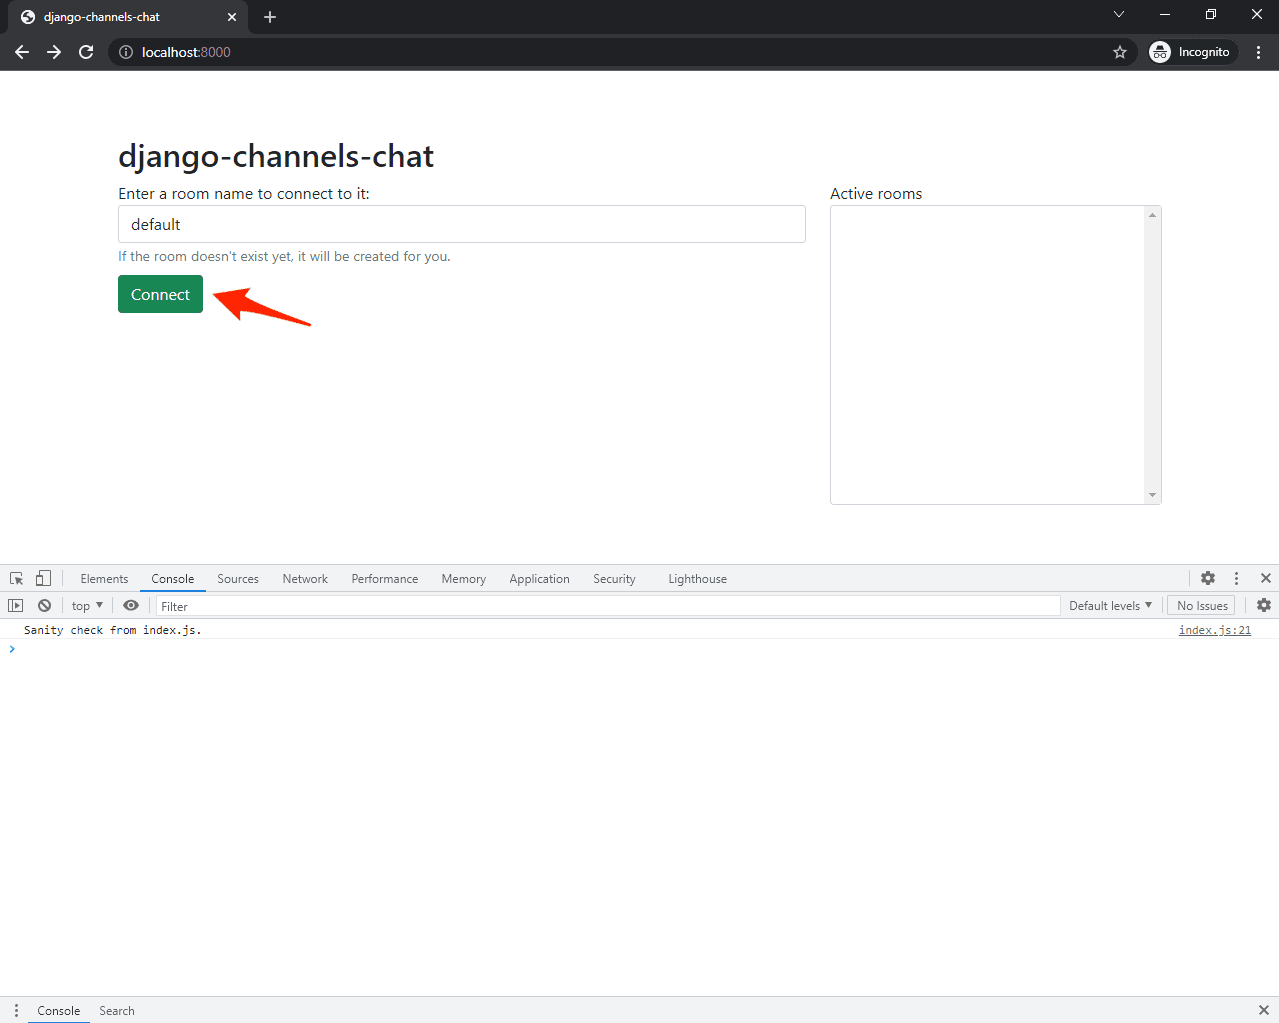 django-channels-chat
localhost:8000
Incognito
django-channels-chat
Enter a room name to connect to it:
Active rooms
default
If the room doesn't exist yet, it will be created for you.
Connect
Elements Console Sources Network Performance Memory Application Security Lighthouse
top Filter Default levels No Issues
Sanity check from index.js. index.js:21
Console Search